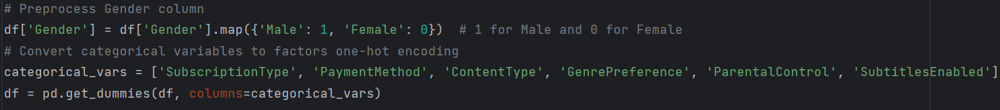 # Preprocess Gender column
df['Gender'] = df['Gender'].map({'Male': 1, 'Female': 0})  # 1 for Male and 0 for Female
# Convert categorical variables to factors one-hot encoding
categorical_vars = ['SubscriptionType', 'PaymentMethod', 'ContentType', 'GenrePreference', 'ParentalControl', 'SubtitlesEnabled']
df = pd.get_dummies(df, columns=categorical_vars)